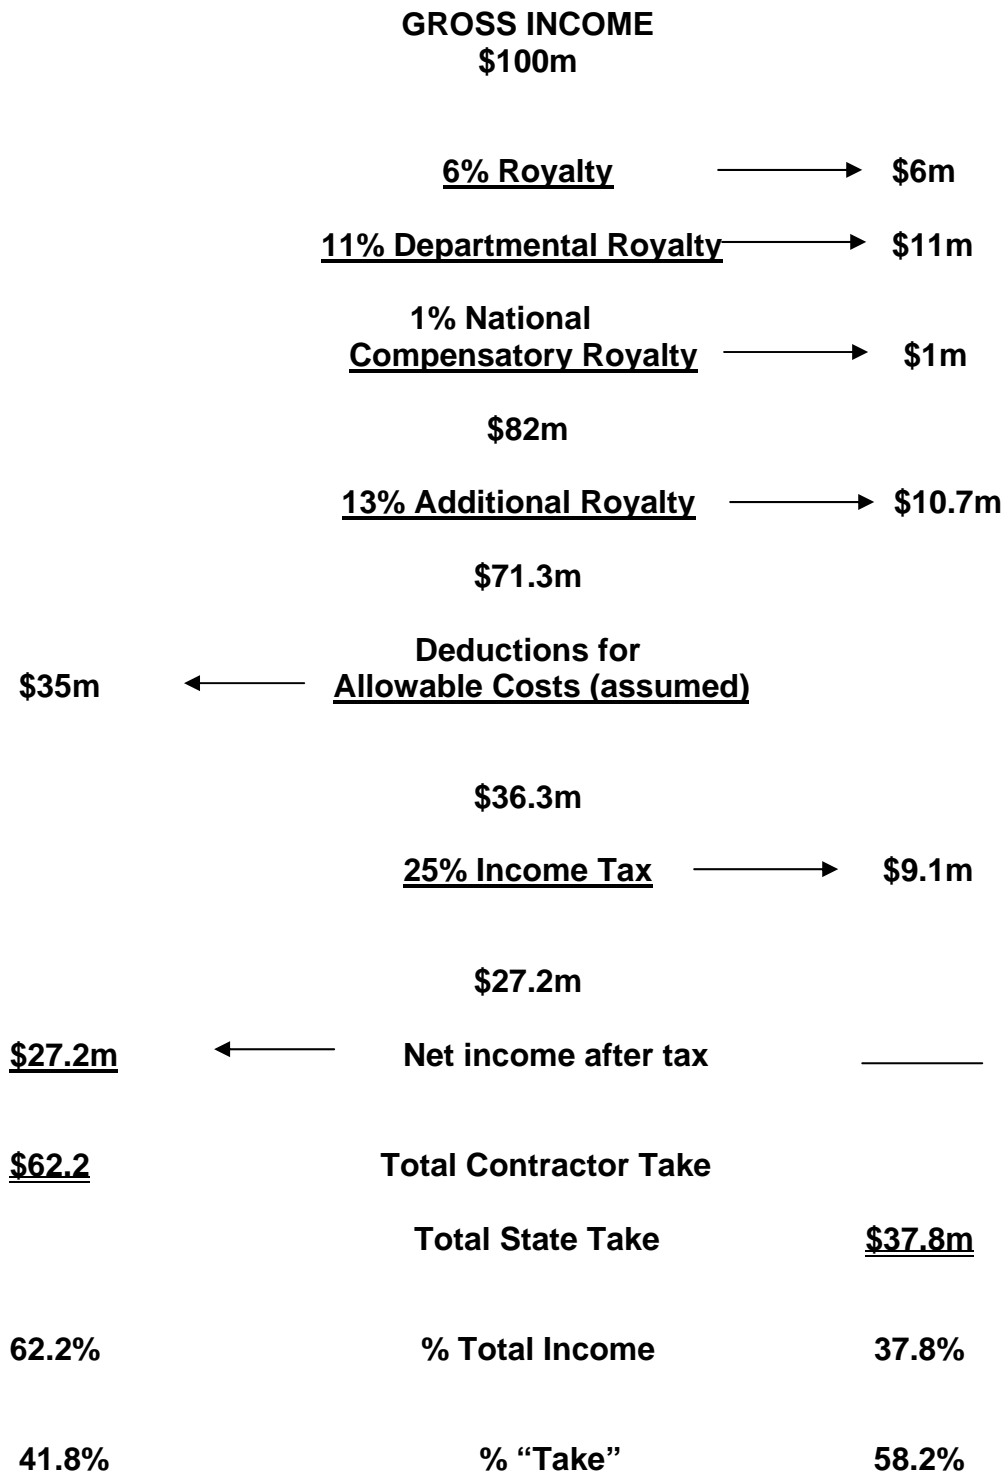 GROSS INCOME
$100m
6% Royalty $6m
11% Departmental Royalty $11m
1% National
Compensatory Royalty $1m
$82m
13% Additional Royalty $10.7m
$71.3m
Deductions for
$35m Allowable Costs (assumed)
$36.3m
25% Income Tax $9.1m
$27.2m
$27.2m Net income after tax
$62.2 Total Contractor Take
Total State Take $37.8m
62.2% % Total Income 37.8%
41.8% % “Take” 58.2%